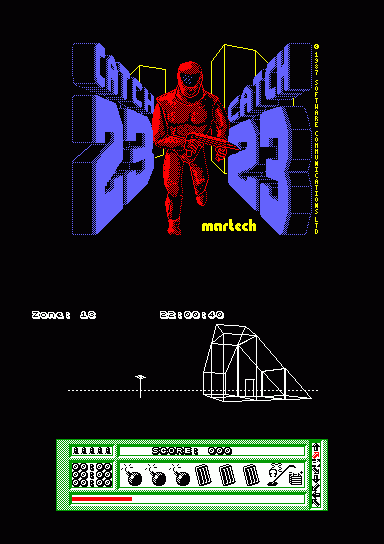 CATCH
23
CATCH
23
© 1987 SOFTWARE COMMUNICATIONS LTD
martech
Zone: 18
22:00:40
SCORE: 000